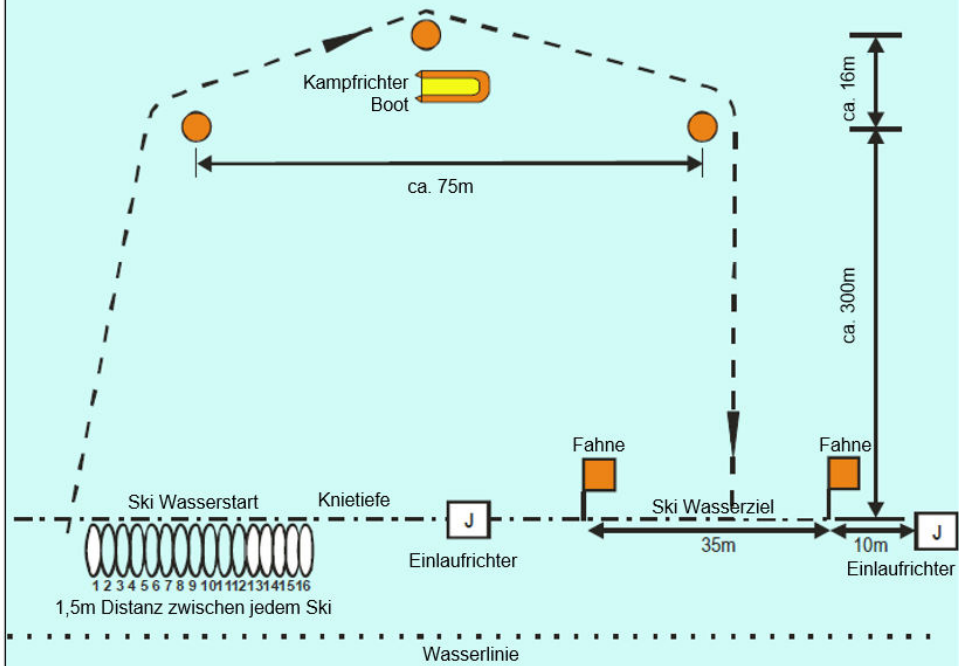 Kampfrichter
Boot
ca. 16m
ca. 75m
ca. 300m
Fahne
Fahne
Ski Wasserstart
Knietiefe
J
Ski Wasserziel
J
35m
10m
Einlaufrichter
Einlaufrichter
1 2 3 4 5 6 7 8 9 10 11 12 13 14 15 16
1,5m Distanz zwischen jedem Ski
Wasserlinie